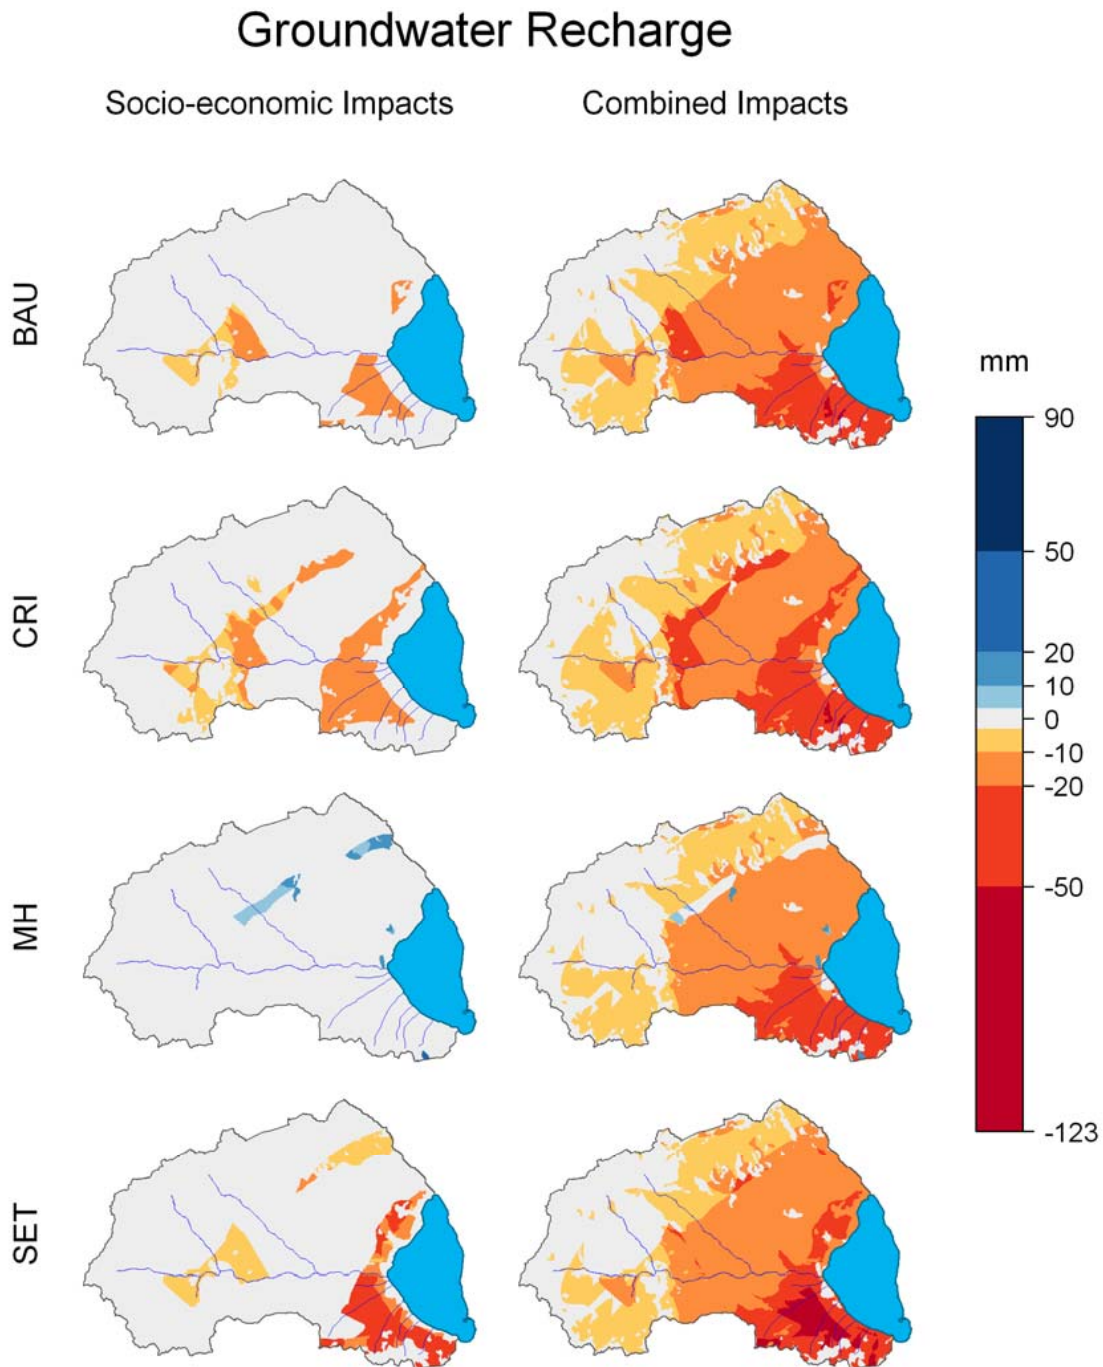 Groundwater Recharge
Socio-economic Impacts
Combined Impacts
BAU
CRI
MH
SET
mm
90
50
20
10
0
-10
-20
-50
-123